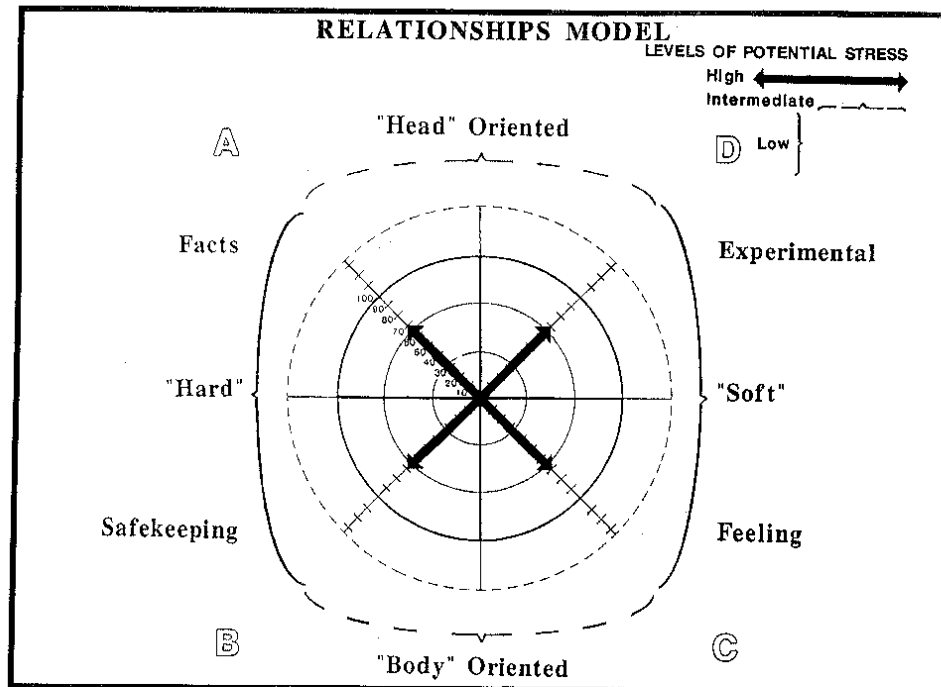 RELATIONSHIPS MODEL
LEVELS OF POTENTIAL STRESS
High
Intermediate
Low
"Head" Oriented
A
D
Facts
Experimental
100
90
80
70
60
50
40
30
20
10
"Hard"
"Soft"
Safekeeping
Feeling
B
C
"Body" Oriented